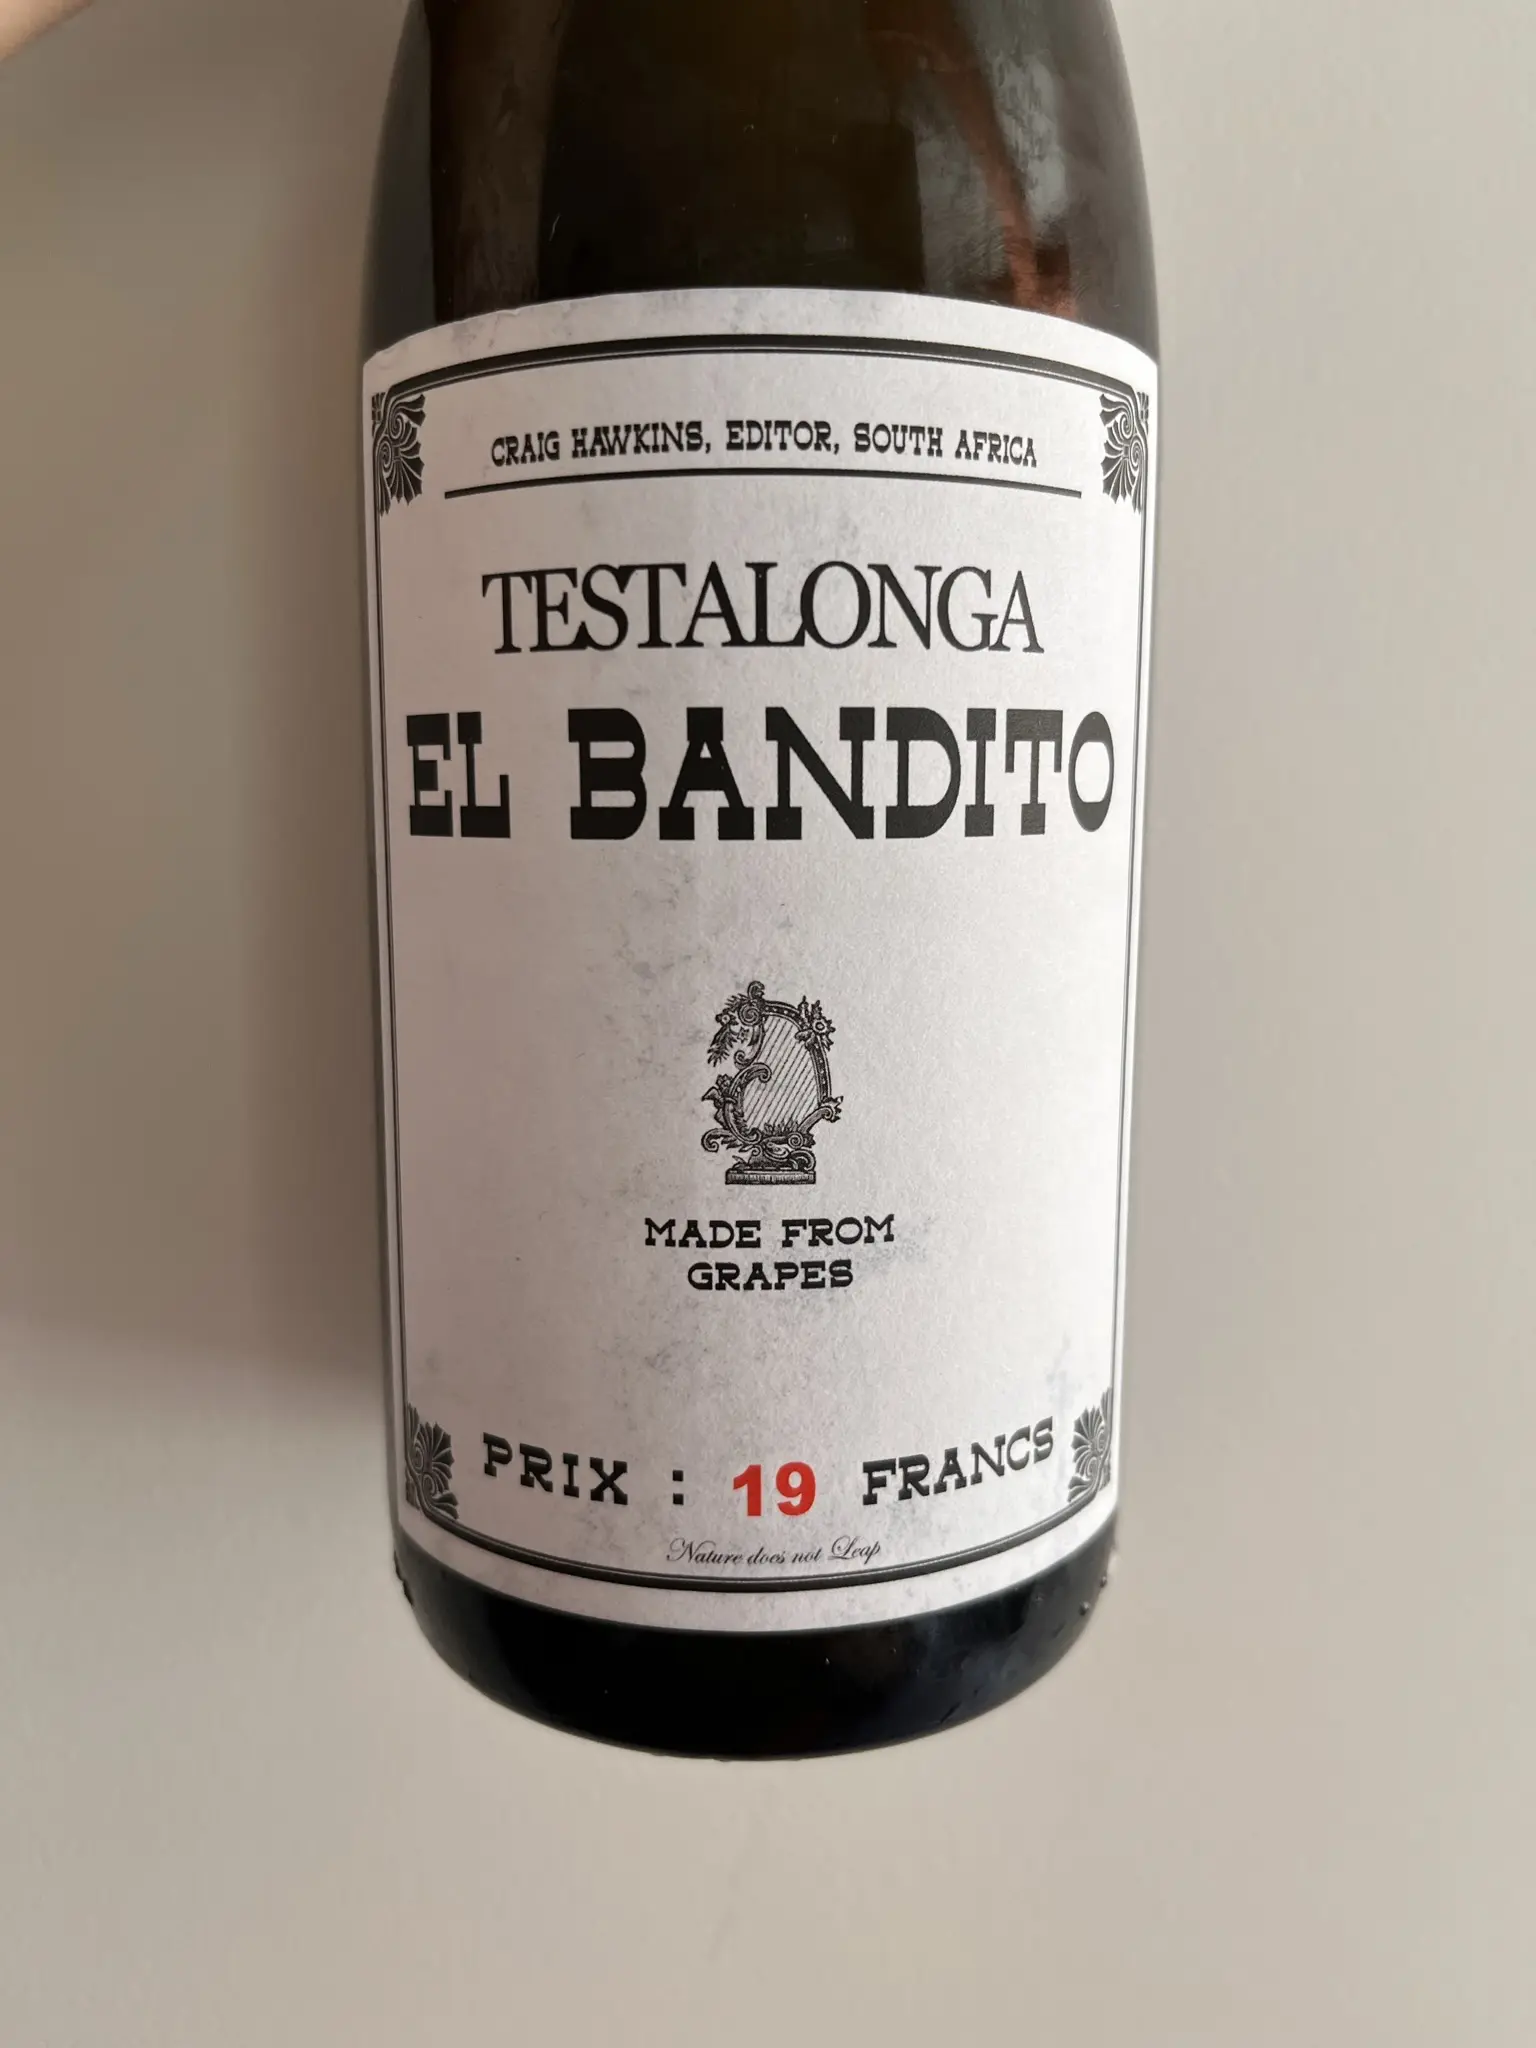 CRAIG HAWKINS, EDITOR, SOUTH AFRICA
TESTALONGA
EL BANDITO
MADE FROM
GRAPES
PRIX : 19 FRANCS
Nature does not Leap